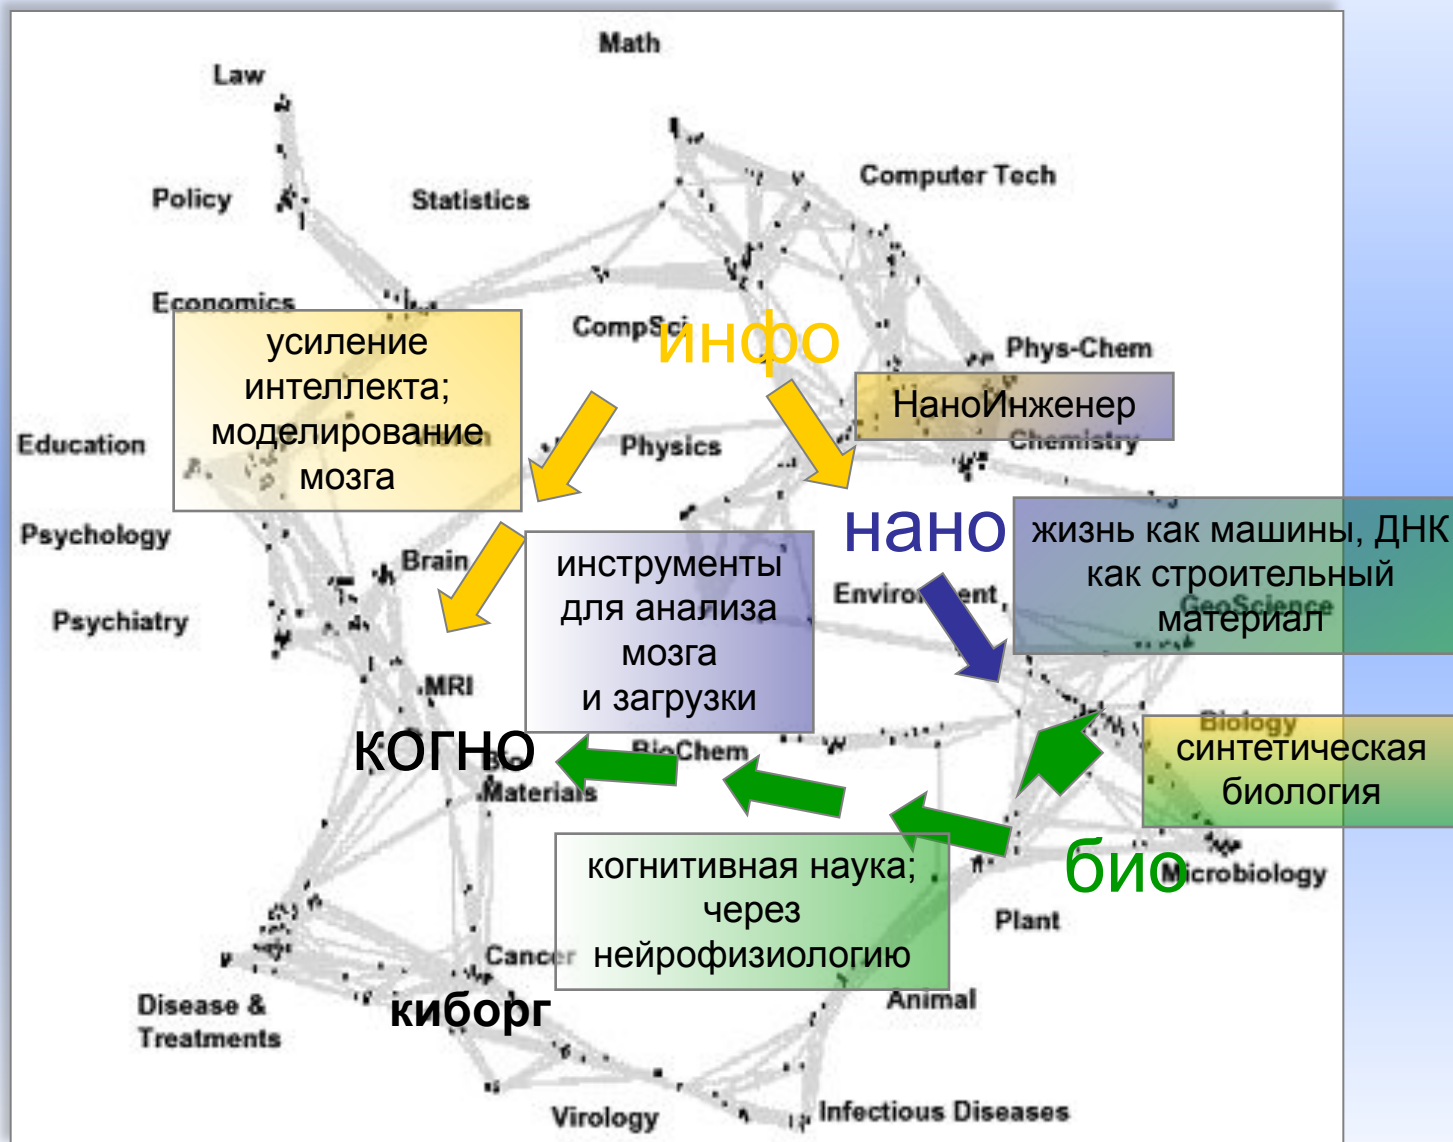 Math
Law
Computer Tech
Policy
Statistics
Economics
CompSci
инфо
Phys-Chem
усиление
интеллекта;
моделирование
мозга
НаноИнженер
Education
Physics
Chemistry
нано
жизнь как машины, ДНК
как строительный
материал
Psychology
Brain
инструменты
для анализа
мозга
и загрузки
Environment
GeoScience
Psychiatry
MRI
Biology
когно
BioChem
синтетическая
биология
Bio-
Materials
био
Microbiology
когнитивная наука;
через
нейрофизиологию
Plant
Cancer
Animal
Disease &
Treatments
киборг
Virology
Infectious Diseases